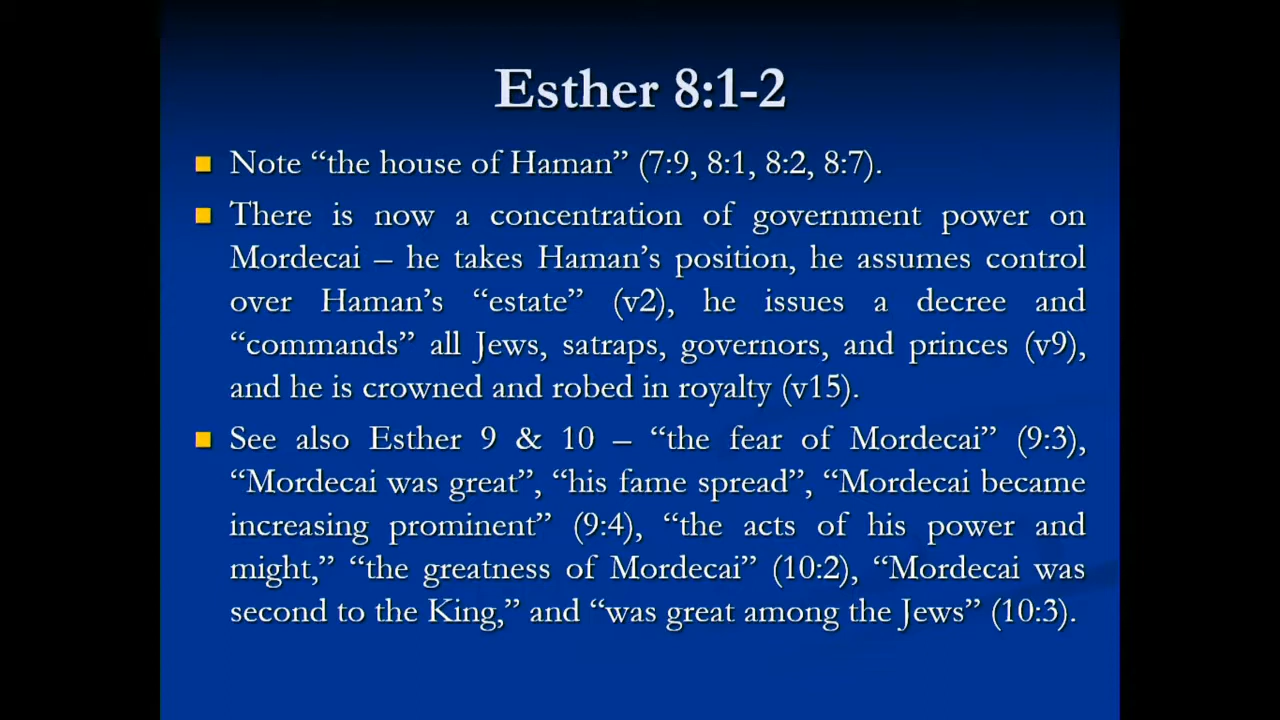 Esther 8:1-2
Note “the house of Haman” (7:9, 8:1, 8:2, 8:7).
There is now a concentration of government power on
Mordecai – he takes Haman’s position, he assumes control
over Haman’s “estate” (v2), he issues a decree and
“commands” all Jews, satraps, governors, and princes (v9),
and he is crowned and robed in royalty (v15).
See also Esther 9 & 10 – “the fear of Mordecai” (9:3),
“Mordecai was great”, “his fame spread”, “Mordecai became
increasing prominent” (9:4), “the acts of his power and
might,” “the greatness of Mordecai” (10:2), “Mordecai was
second to the King,” and “was great among the Jews” (10:3).